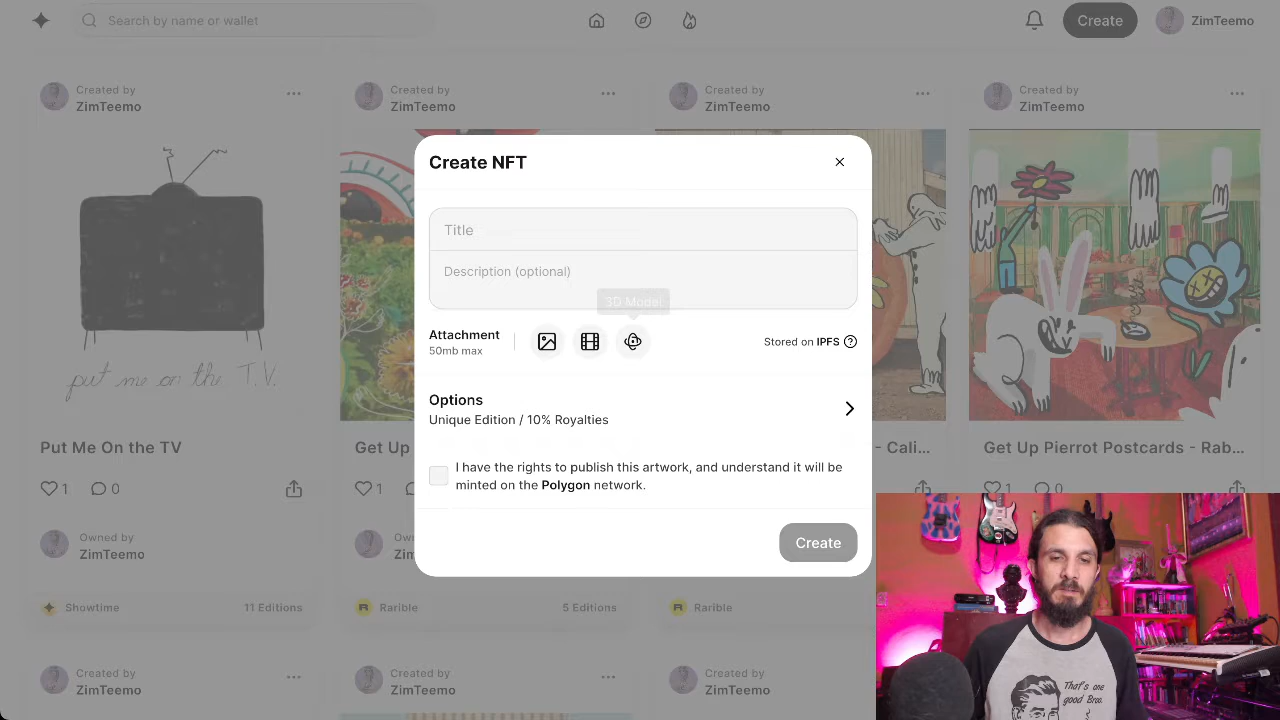 Search by name or wallet
Create
ZimTeemo
Created by
ZimTeemo
Created by
ZimTeemo
Created by
ZimTeemo
Created by
ZimTeemo
Create NFT
Title
Description (optional)
3D Model
Attachment
50mb max
Stored on IPFS
Options
Unique Edition / 10% Royalties
I have the rights to publish this artwork, and understand it will be
minted on the Polygon network.
Create
put me on the T.V.
Put Me On the TV
Get Up
- Cali...
Get Up Pierrot Postcards - Rab...
1
0
1
1
0
Owned by
ZimTeemo
Ow
Zim
Showtime
11 Editions
Rarible
5 Editions
Rarible
Created by
ZimTeemo
Created by
ZimTeemo
Created by
ZimTeemo
That's one
good Bro.